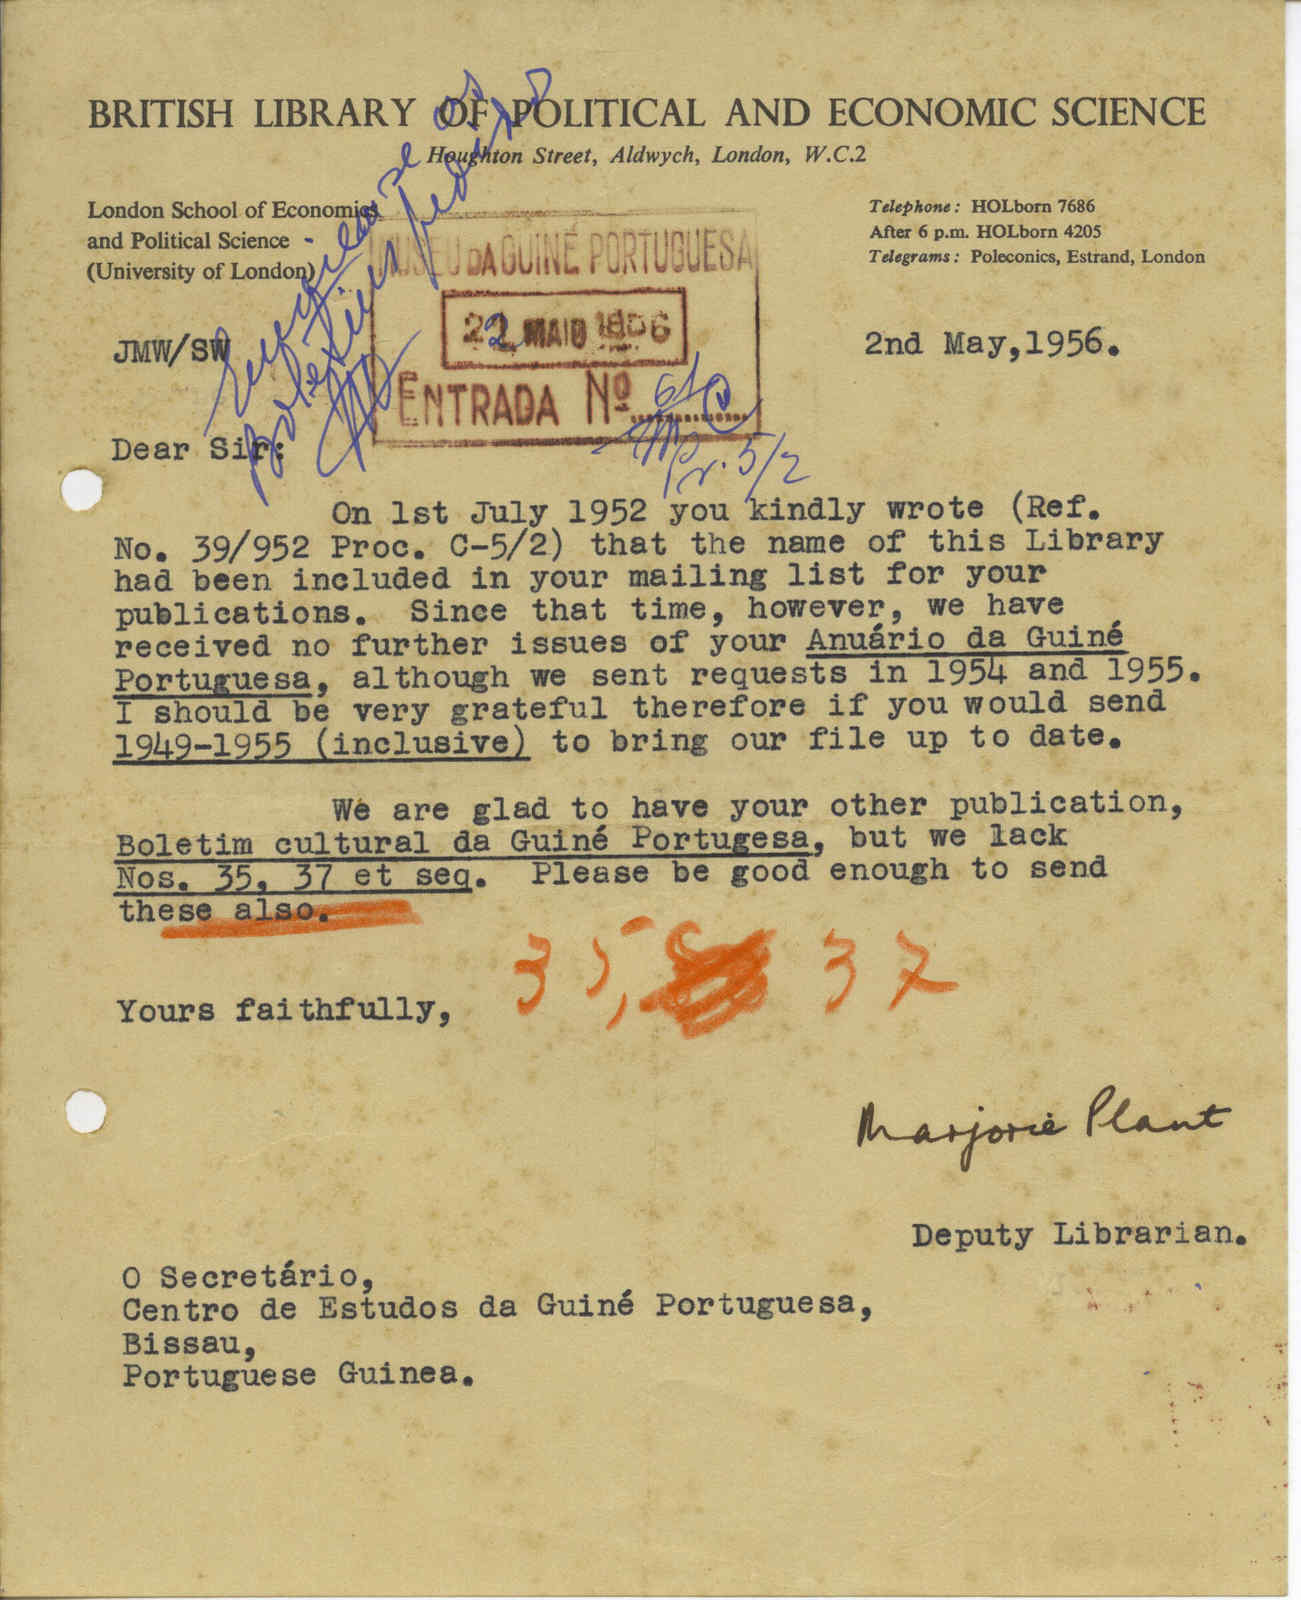 BRITISH LIBRARY OF POLITICAL AND ECONOMIC SCIENCE
Houghton Street, Aldwych, London, W.C.2
London School of Economics
and Political Science -
(University of London)
Telephone: HOLborn 7686
After 6 p.m. HOLborn 4205
Telegrams: Poleconics, Estrand, London
MUSEU DA GUINÉ PORTUGUESA
22 MAIO 1956
ENTRADA Nº
Pr. 5/2
os
pedidos
JMW/SW
2nd May, 1956.
Dear Sir:
On 1st July 1952 you kindly wrote (Ref.
No. 39/952 Proc. C-5/2) that the name of this Library
had been included in your mailing list for your
publications. Since that time, however, we have
received no further issues of your Anuário da Guiné
Portuguesa, although we sent requests in 1954 and 1955.
I should be very grateful therefore if you would send
1949-1955 (inclusive) to bring our file up to date.
We are glad to have your other publication,
Boletim cultural da Guiné Portugesa, but we lack
Nos. 35, 37 et seq. Please be good enough to send
these also.
35, 37
Yours faithfully,
Marjorie Plant
Deputy Librarian.
O Secretário,
Centro de Estudos da Guiné Portuguesa,
Bissau,
Portuguese Guinea.